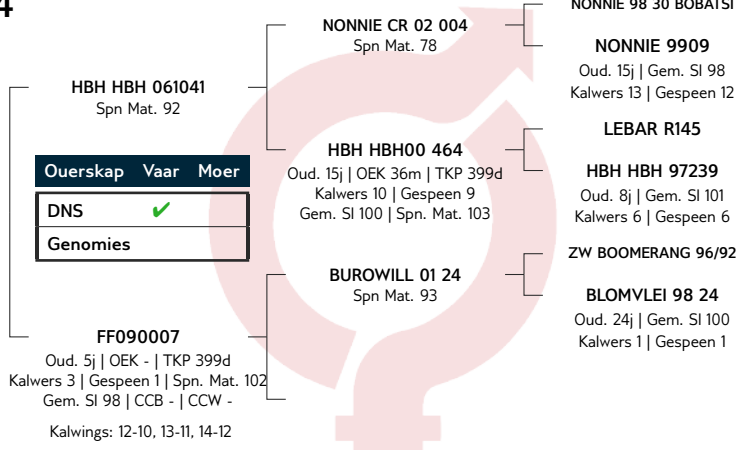 4
NONNIE 98 30 BOBATSI
NONNIE CR 02 004
Spn Mat. 78
NONNIE 9909
Oud. 15j | Gem. SI 98
Kalwers 13 | Gespeen 12
HBH HBH 061041
Spn Mat. 92
LEBAR R145
HBH HBH00 464
Oud. 15j | OEK 36m | TKP 399d
Kalwers 10 | Gespeen 9
Gem. SI 100 | Spn. Mat. 103
HBH HBH 97239
Oud. 8j | Gem. SI 101
Kalwers 6 | Gespeen 6
Ouerskap Vaar Moer
DNS ✔
Genomies
ZW BOOMERANG 96/92
BUROWILL 01 24
Spn Mat. 93
BLOMVLEI 98 24
Oud. 24j | Gem. SI 100
Kalwers 1 | Gespeen 1
FF090007
Oud. 5j | OEK - | TKP 399d
Kalwers 3 | Gespeen 1 | Spn. Mat. 102
Gem. SI 98 | CCB - | CCW -
Kalwings: 12-10, 13-11, 14-12